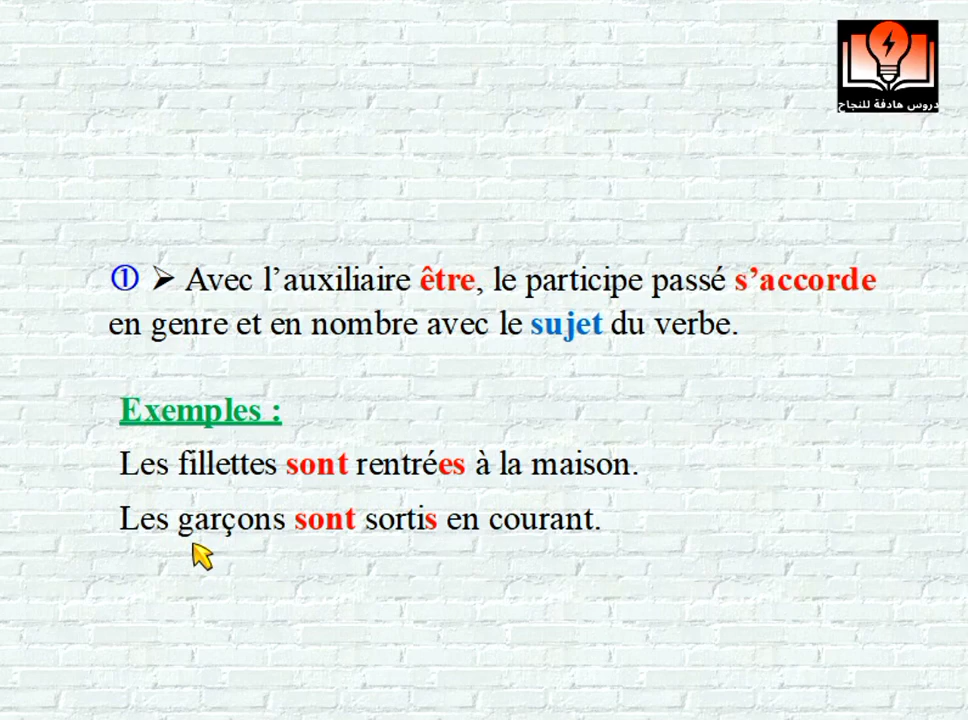 دروس هادفة للنجاح
① ➢ Avec l’auxiliaire être, le participe passé s’accorde
en genre et en nombre avec le sujet du verbe.
Exemples :
Les fillettes sont rentrées à la maison.
Les garçons sont sortis en courant.